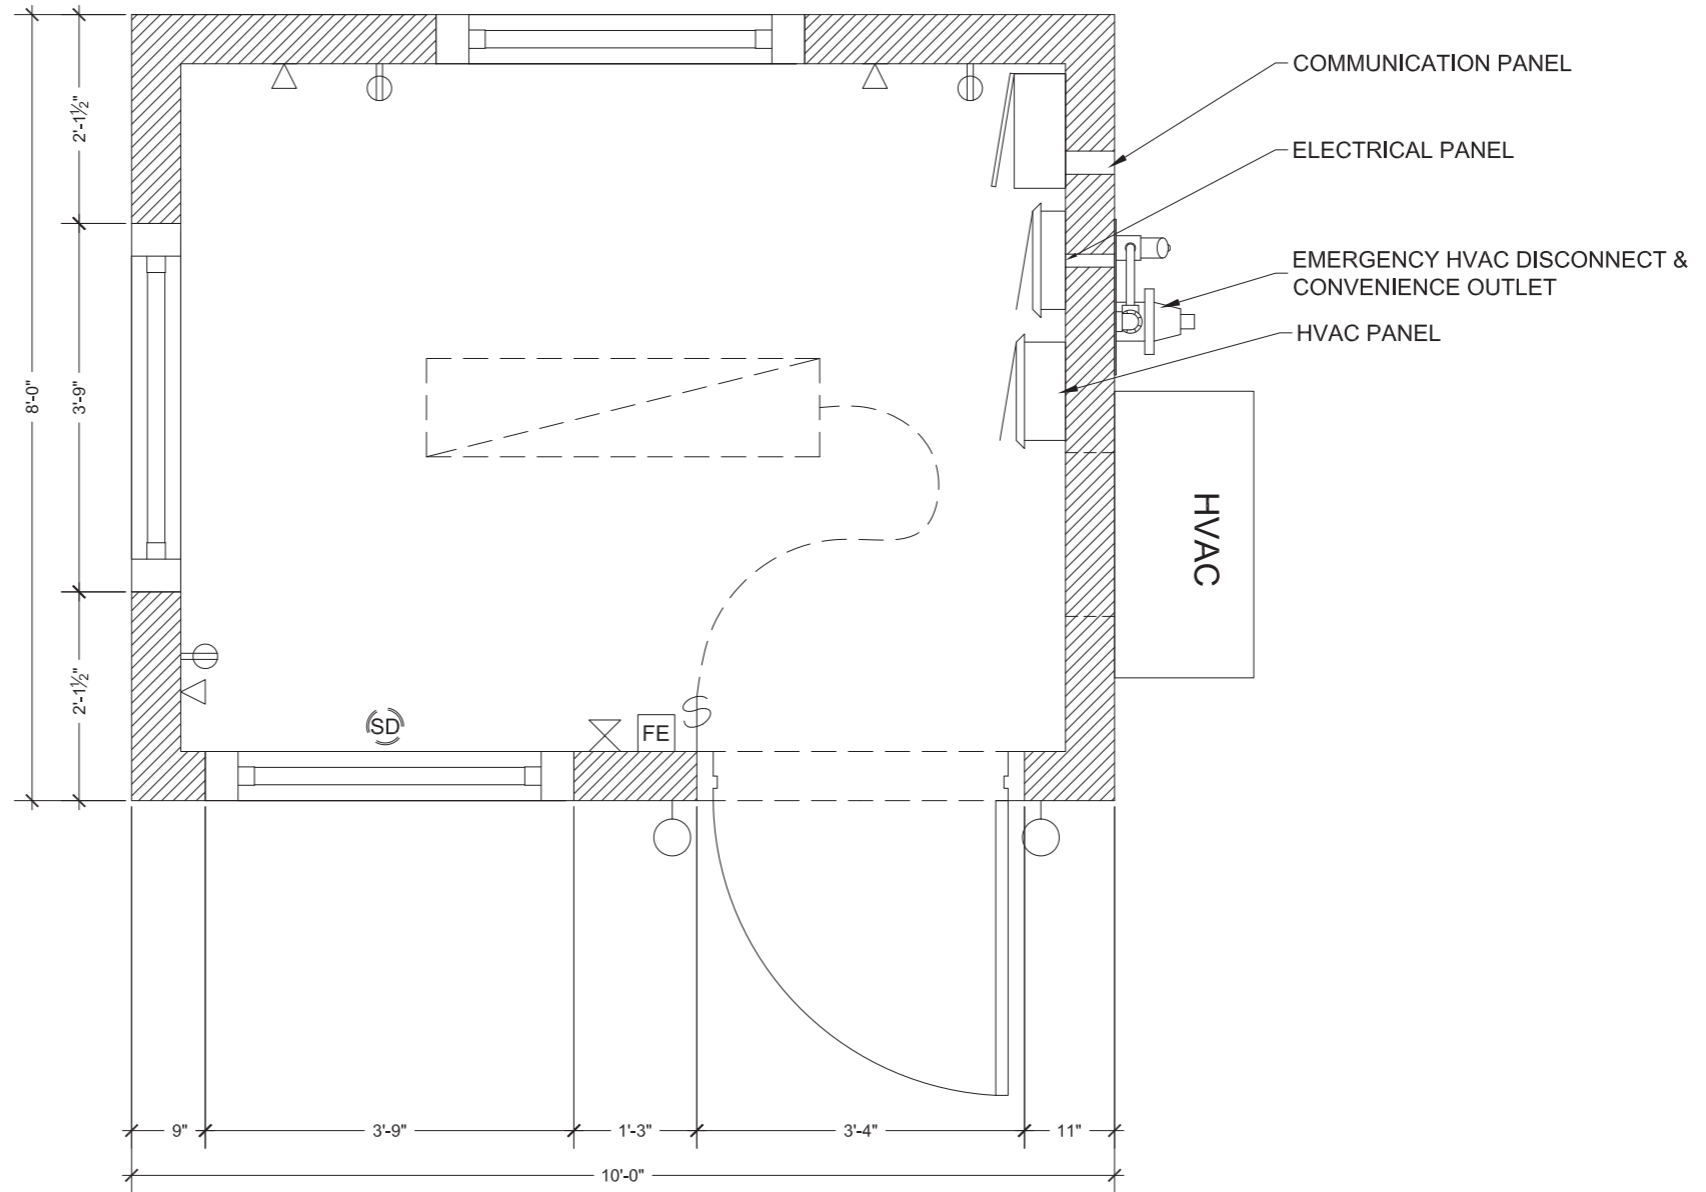 COMMUNICATION PANEL
ELECTRICAL PANEL
EMERGENCY HVAC DISCONNECT &
CONVENIENCE OUTLET
HVAC PANEL
2'-1½"
8'-0"
3'-9"
2'-1½"
HVAC
SD
FE
S
9"
3'-9"
1'-3"
3'-4"
11"
10'-0"